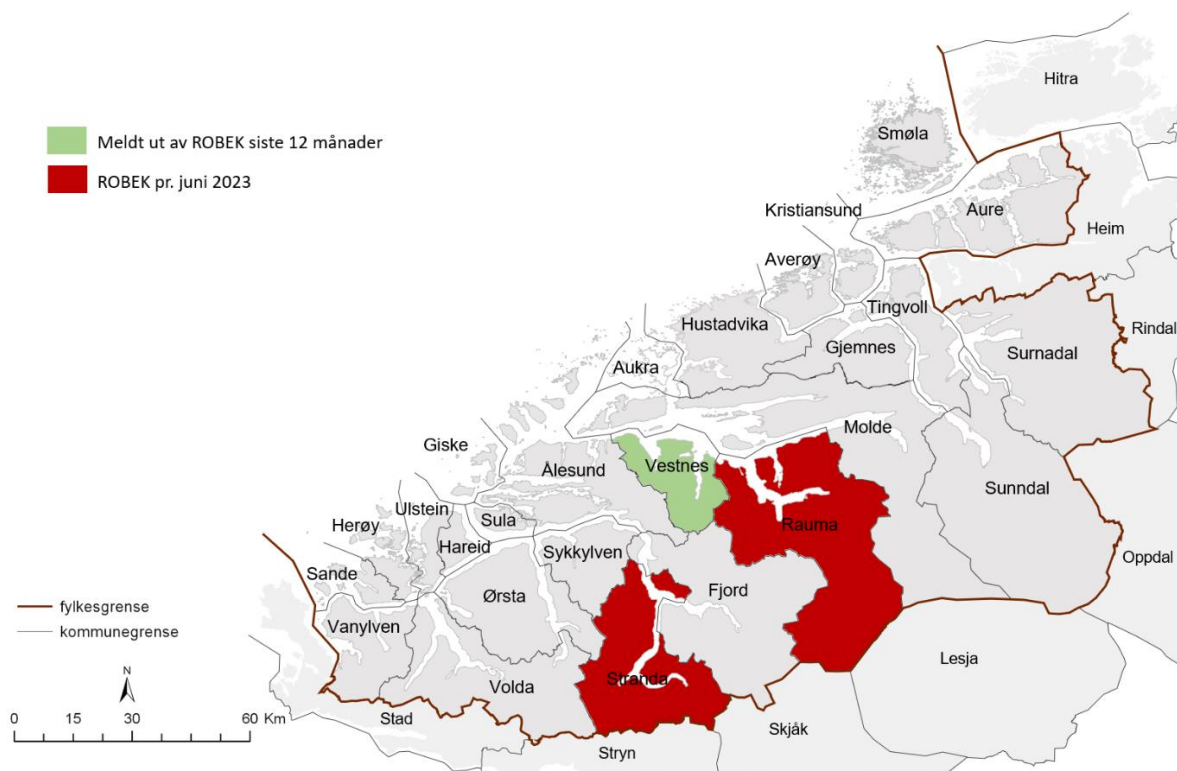 Hitra
Smøla
Meldt ut av ROBEK siste 12 månader
ROBEK pr. juni 2023
Kristiansund
Aure
Heim
Averøy
Tingvoll
Hustadvika
Rindal
Gjemnes
Surnadal
Aukra
Molde
Giske
Ålesund
Vestnes
Sunndal
Ulstein
Sula
Rauma
Herøy
Hareid
Sykkylven
Oppdal
Sande
Ørsta
Fjord
fylkesgrense
Vanylven
kommunegrense
Lesja
N
Stranda
Volda
0 15 30 60 Km
Stad
Skjåk
Stryn